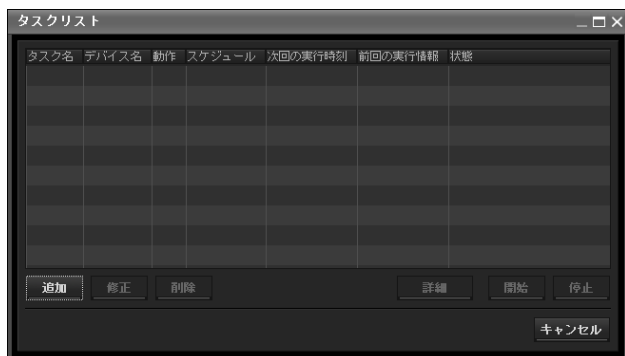 タスクリスト
タスク名 デバイス名 動作 スケジュール 次回の実行時刻 前回の実行情報 状態
追加 修正 削除 詳細 開始 停止
キャンセル